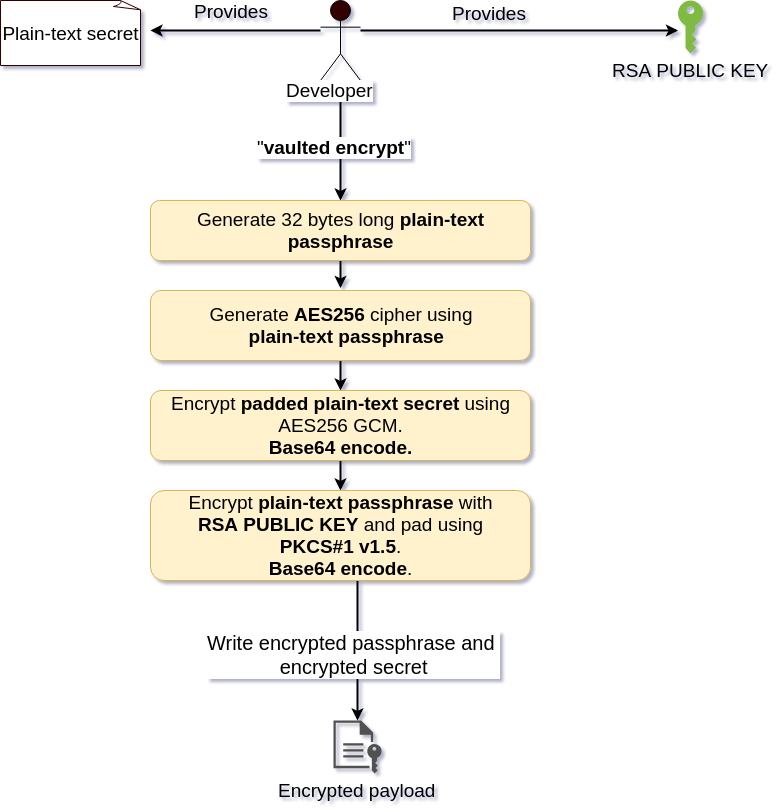 Provides
Provides
Plain-text secret
RSA PUBLIC KEY
Developer
"vaulted encrypt"
Generate 32 bytes long plain-text
passphrase
Generate AES256 cipher using
plain-text passphrase
Encrypt padded plain-text secret using
AES256 GCM.
Base64 encode.
Encrypt plain-text passphrase with
RSA PUBLIC KEY and pad using
PKCS#1 v1.5.
Base64 encode.
Write encrypted passphrase and
encrypted secret
Encrypted payload